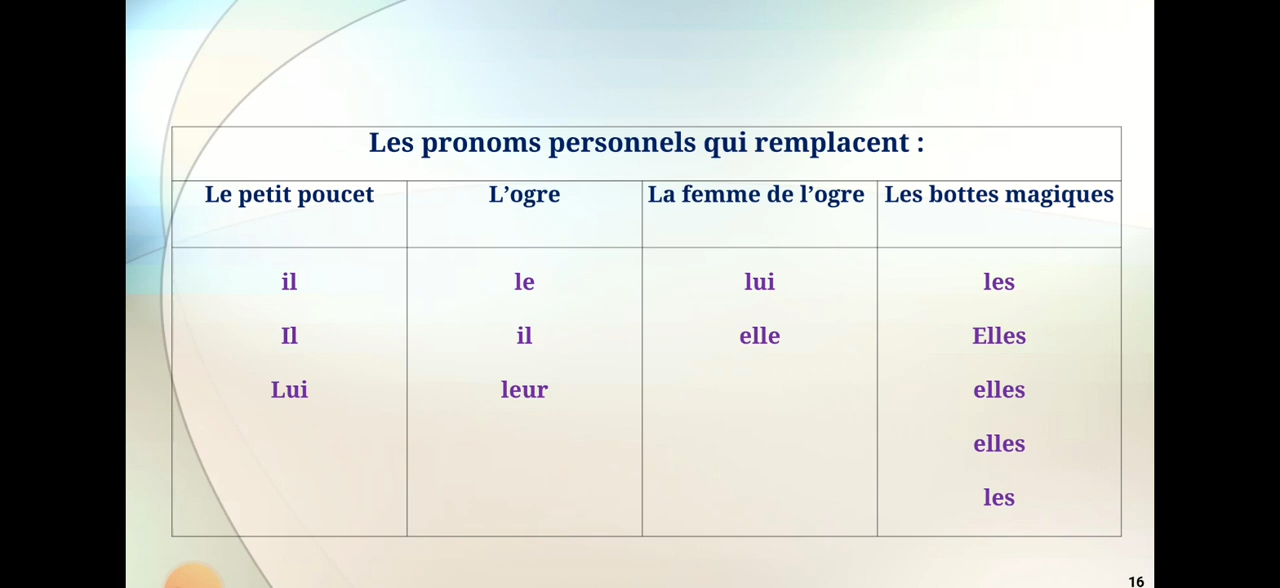 Les pronoms personnels qui remplacent :
Le petit poucet L’ogre La femme de l’ogre Les bottes magiques
il le lui les
Il il elle Elles
Lui leur elles
elles
les
16